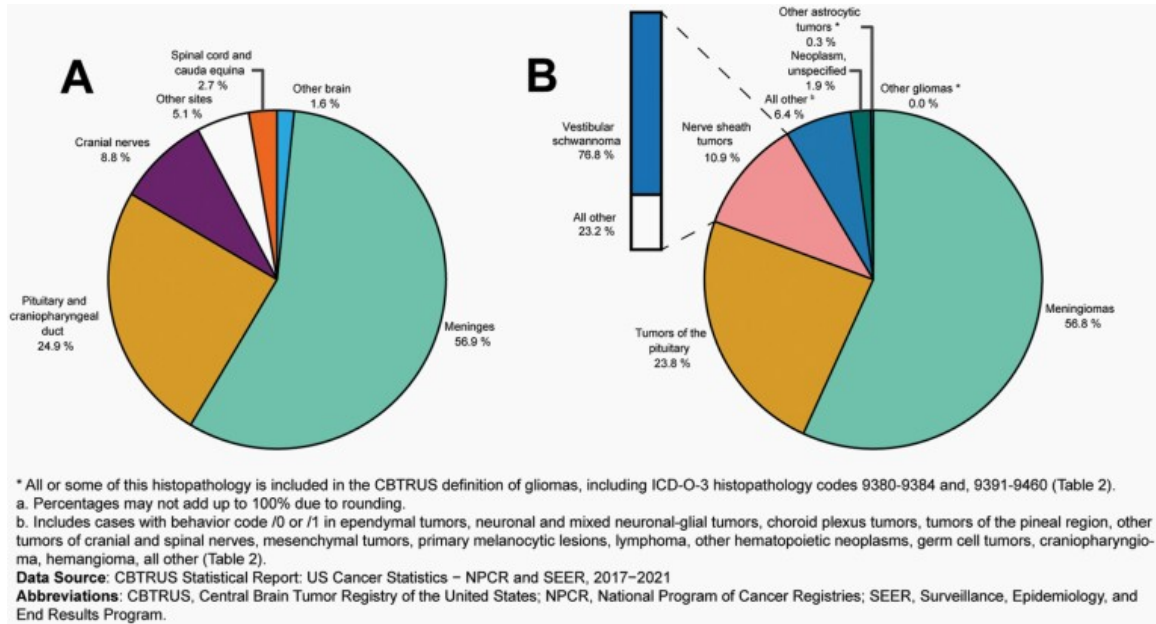 A
Spinal cord and
cauda equina
2.7 %
Other sites
5.1 %
Other brain
1.6 %
Cranial nerves
8.8 %
Pituitary and
craniopharyngeal
duct
24.9 %
Meninges
56.9 %
B
Other astrocytic
tumors *
0.3 %
Neoplasm,
unspecified
1.9 %
All other b
6.4 %
Other gliomas *
0.0 %
Nerve sheath
tumors
10.9 %
Vestibular
schwannoma
76.8 %
All other
23.2 %
Tumors of the
pituitary
23.8 %
Meningiomas
56.8 %
* All or some of this histopathology is included in the CBTRUS definition of gliomas, including ICD-O-3 histopathology codes 9380-9384 and, 9391-9460 (Table 2).
a. Percentages may not add up to 100% due to rounding.
b. Includes cases with behavior code /0 or /1 in ependymal tumors, neuronal and mixed neuronal-glial tumors, choroid plexus tumors, tumors of the pineal region, other
tumors of cranial and spinal nerves, mesenchymal tumors, primary melanocytic lesions, lymphoma, other hematopoietic neoplasms, germ cell tumors, craniopharyngio-
ma, hemangioma, all other (Table 2).
Data Source: CBTRUS Statistical Report: US Cancer Statistics − NPCR and SEER, 2017−2021
Abbreviations: CBTRUS, Central Brain Tumor Registry of the United States; NPCR, National Program of Cancer Registries; SEER, Surveillance, Epidemiology, and
End Results Program.